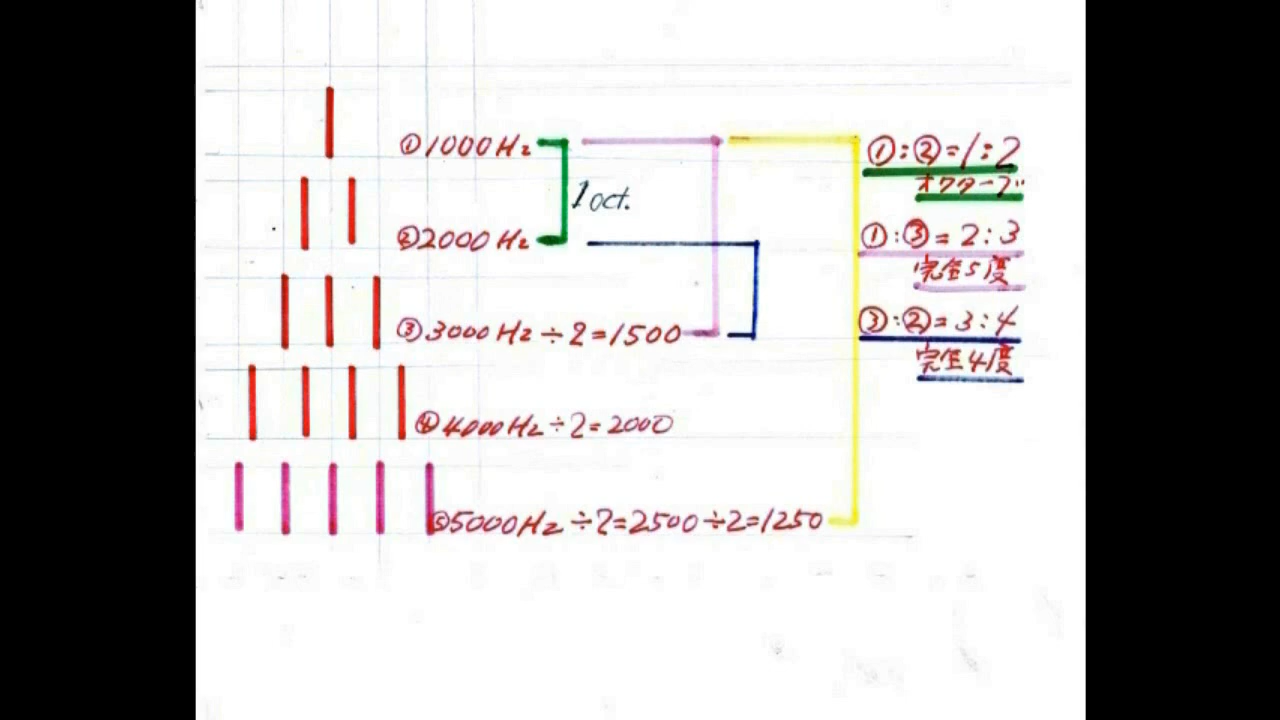 ①1000Hz
1 oct.
②2000Hz
③3000Hz÷2=1500
④4000Hz÷2=2000
⑤5000Hz÷2=2500÷2=1250
①:②=1:2
オクターブ
①:③=2:3
完全5度
③:②=3:4
完全4度